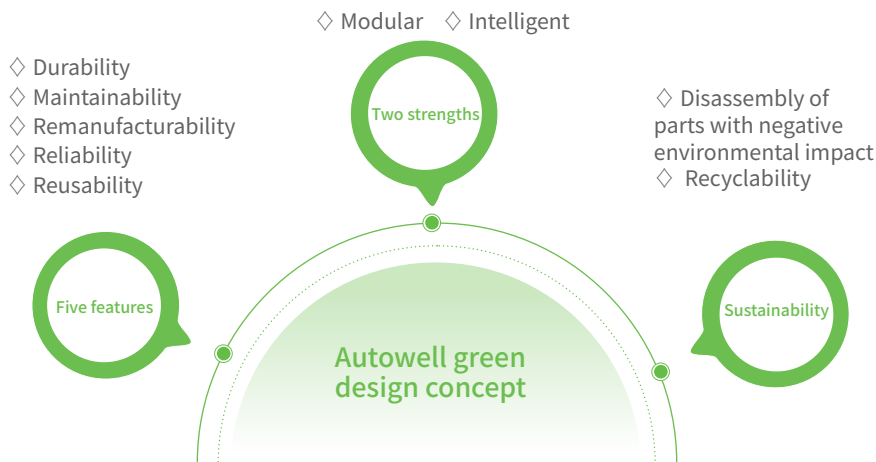 ♢ Modular ♢ Intelligent
♢ Durability
♢ Maintainability
♢ Remanufacturability
♢ Reliability
♢ Reusability
Two strengths
♢ Disassembly of
parts with negative
environmental impact
♢ Recyclability
Five features
Sustainability
Autowell green
design concept